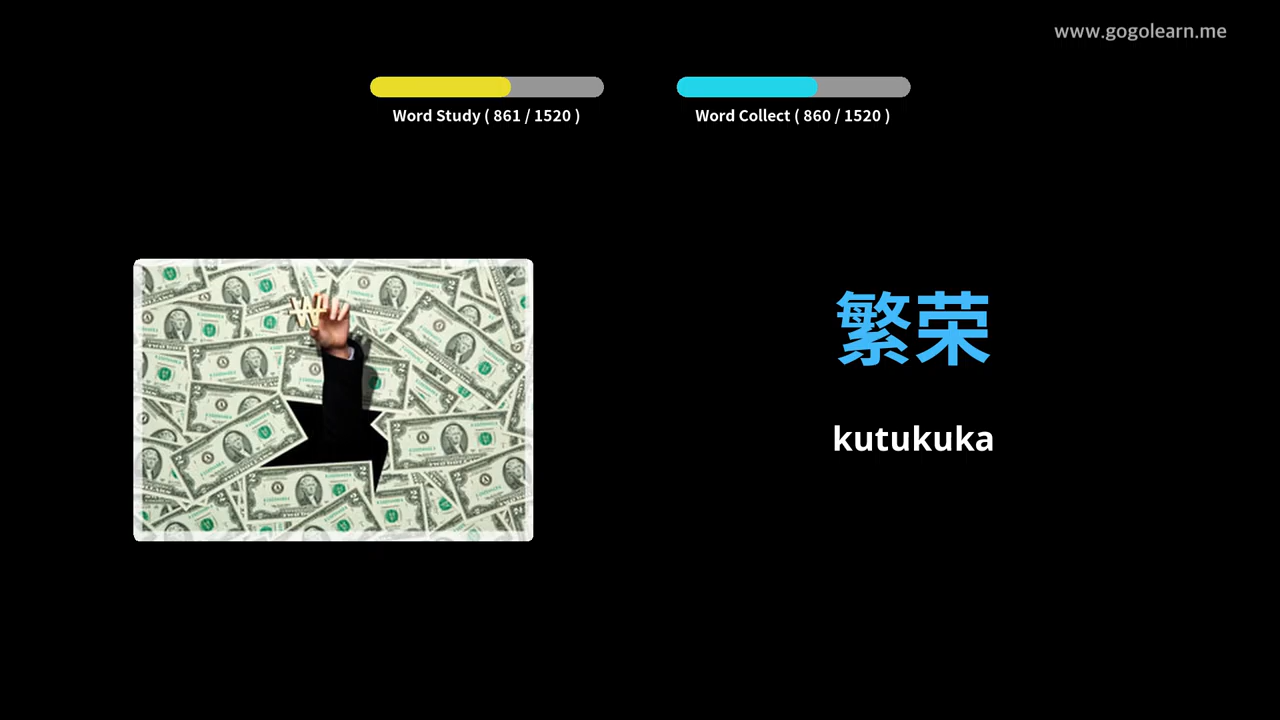 www.gogolearn.me
Word Study ( 861 / 1520 )
Word Collect ( 860 / 1520 )
₩
繁荣
kutukuka